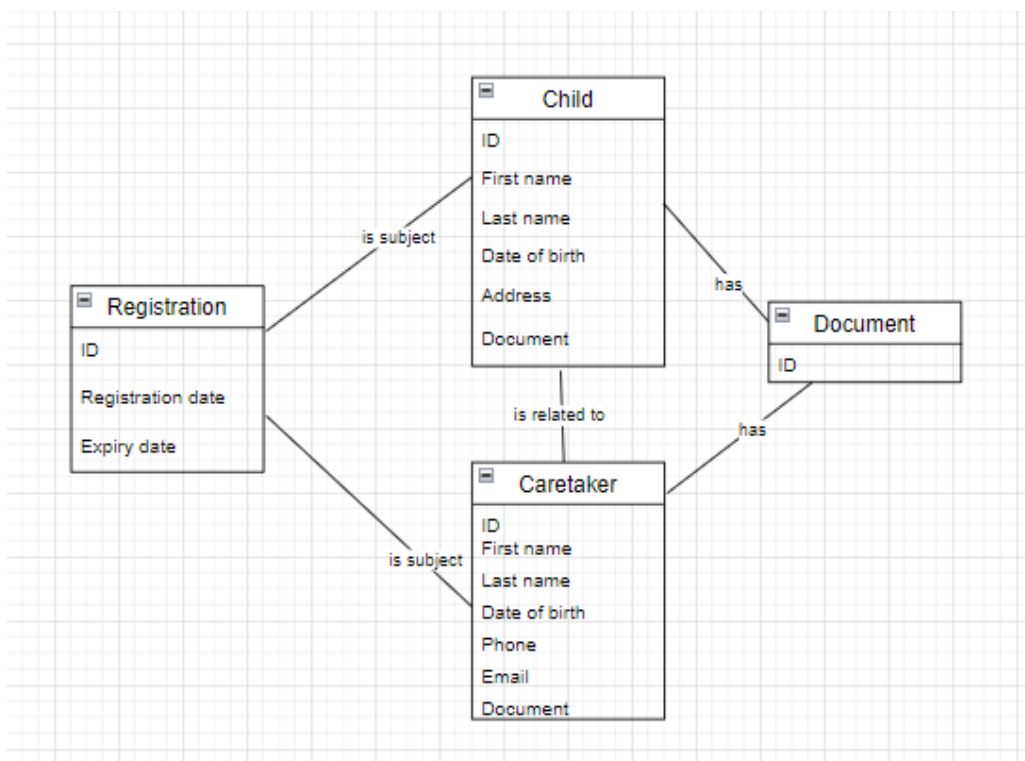 Child
ID
First name
Last name
Date of birth
Address
Document
is subject
Registration
ID
Registration date
Expiry date
has
Document
ID
is related to
has
is subject
Caretaker
ID
First name
Last name
Date of birth
Phone
Email
Document